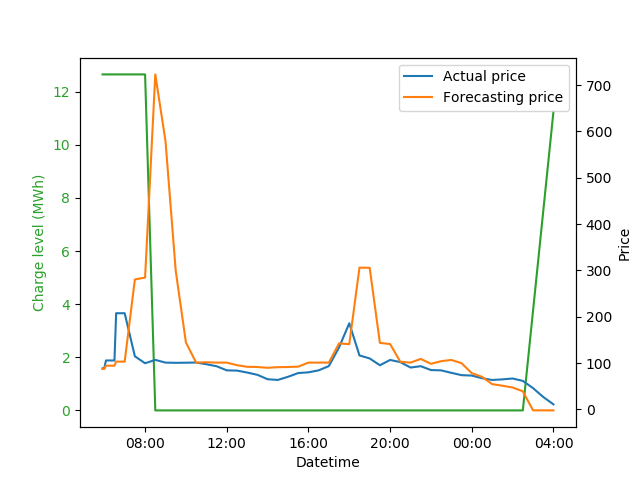 Actual price
Forecasting price
12
10
8
6
4
2
0
Charge level (MWh)
700
600
500
400
300
200
100
0
Price
08:00 12:00 16:00 20:00 00:00 04:00
Datetime